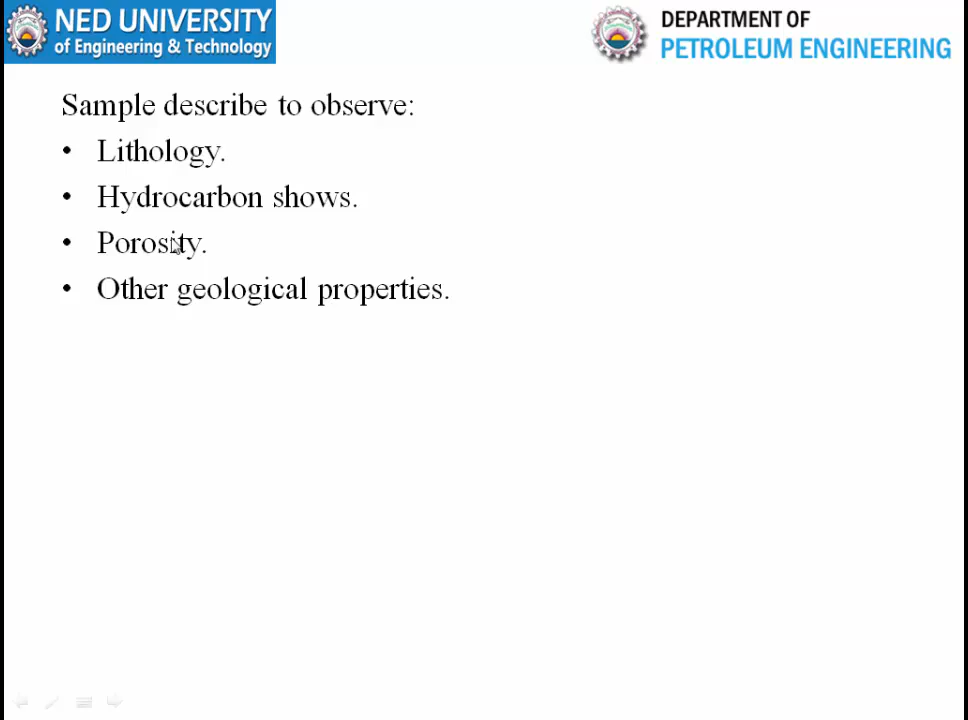 NED UNIVERSITY
of Engineering & Technology
DEPARTMENT OF
PETROLEUM ENGINEERING
Sample describe to observe:
• Lithology.
• Hydrocarbon shows.
• Porosity.
• Other geological properties.